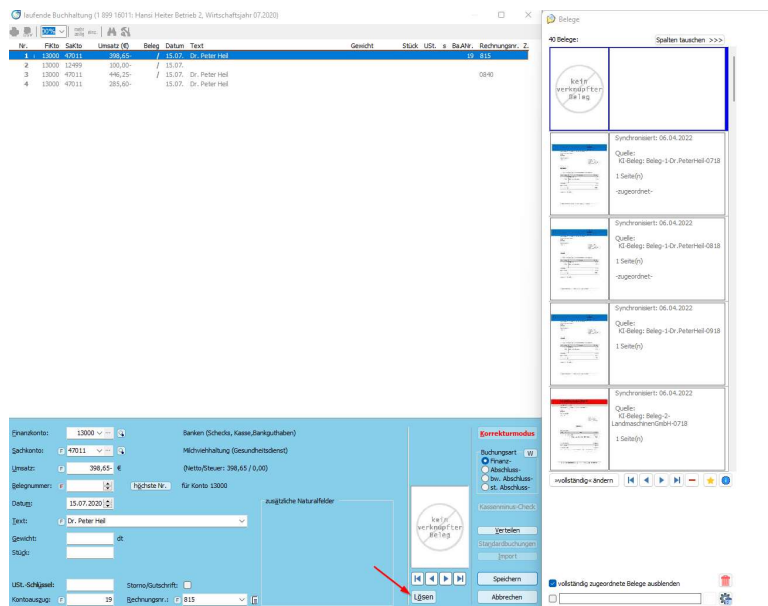 laufende Buchhaltung (1 899 16011: Hansi Heiter Betrieb 2, Wirtschaftsjahr 07.2020)
Nr. FiKto SaKto Umsatz (€) Beleg Datum Text Gewicht Stück USt. s Ba.ANr. Rechnungsnr. Z.
1 13000 47011 398,65- / 15.07. Dr. Peter Heil 19 815
2 13000 12499 100,00- / 15.07.
3 13000 47011 446,25- / 15.07. Dr. Peter Heil 0840
4 13000 47011 285,60- 15.07. Dr. Peter Heil
Finanzkonto: 13000 Banken (Schecks, Kasse,Bankguthaben)
Sachkonto: F 47011 Milchviehhaltung (Gesundheitsdienst)
Umsatz: F 398,65- € (Netto/Steuer: 398,65 / 0,00)
Belegnummer: F höchste Nr. für Konto 13000
Datum: 15.07.2020 zusätzliche Naturalfelder
Text: F Dr. Peter Heil
Gewicht: dt
Stück:
USt.-Schlüssel: Storno/Gutschrift:
Kontoauszug: F 19 Rechnungsnr.: F 815
kein
verknüpfter
Beleg
Lösen
Korrekturmodus
Buchungsart W
Finanz-
Abschluss-
bw. Abschluss-
st. Abschluss-
Kassenminus-Check
Verteilen
Standardbuchungen
Import
Speichern
Abbrechen
Belege
40 Belege: Spalten tauschen >>>
kein
verknüpfter
Beleg
Synchronisiert: 06.04.2022
Quelle:
KI-Beleg: Beleg-1-Dr.PeterHeil-0718
1 Seite(n)
-zugeordnet-
Synchronisiert: 06.04.2022
Quelle:
KI-Beleg: Beleg-1-Dr.PeterHeil-0818
1 Seite(n)
-zugeordnet-
Synchronisiert: 06.04.2022
Quelle:
KI-Beleg: Beleg-1-Dr.PeterHeil-0918
1 Seite(n)
Synchronisiert: 06.04.2022
Quelle:
KI-Beleg: Beleg-2-
LandmaschinenGmbH-0718
1 Seite(n)
»vollständig« ändern
vollständig zugeordnete Belege ausblenden